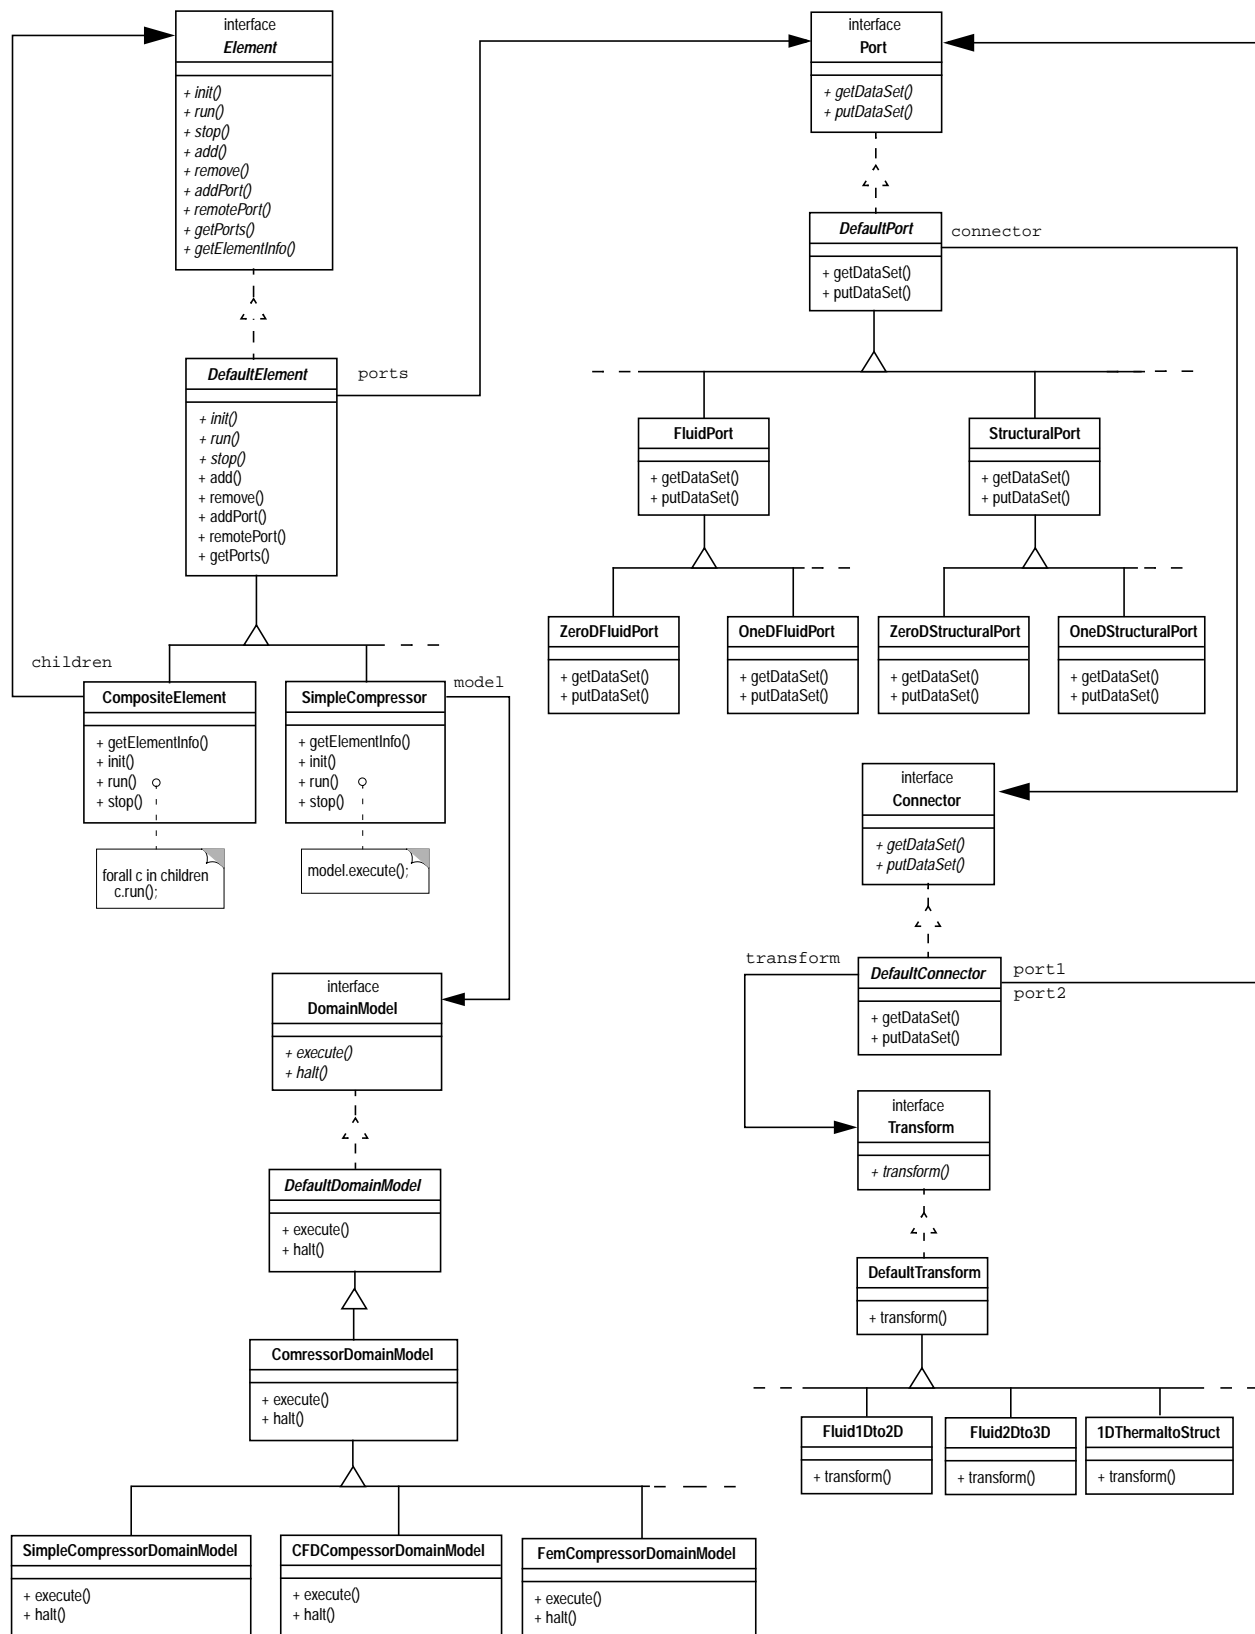 interface
Element
+ init()
+ run()
+ stop()
+ add()
+ remove()
+ addPort()
+ remotePort()
+ getPorts()
+ getElementInfo()
interface
Port
+ getDataSet()
+ putDataSet()
DefaultPort
+ getDataSet()
+ putDataSet()
connector
DefaultElement
+ init()
+ run()
+ stop()
+ add()
+ remove()
+ addPort()
+ remotePort()
+ getPorts()
ports
FluidPort
+ getDataSet()
+ putDataSet()
StructuralPort
+ getDataSet()
+ putDataSet()
ZeroDFluidPort
+ getDataSet()
+ putDataSet()
OneDFluidPort
+ getDataSet()
+ putDataSet()
ZeroDStructuralPort
+ getDataSet()
+ putDataSet()
OneDStructuralPort
+ getDataSet()
+ putDataSet()
children
CompositeElement
+ getElementInfo()
+ init()
+ run()
+ stop()
forall c in children
c.run();
SimpleCompressor
+ getElementInfo()
+ init()
+ run()
+ stop()
model.execute();
model
interface
Connector
+ getDataSet()
+ putDataSet()
transform
DefaultConnector
+ getDataSet()
+ putDataSet()
port1
port2
interface
DomainModel
+ execute()
+ halt()
interface
Transform
+ transform()
DefaultDomainModel
+ execute()
+ halt()
DefaultTransform
+ transform()
ComressorDomainModel
+ execute()
+ halt()
Fluid1Dto2D
+ transform()
Fluid2Dto3D
+ transform()
1DThermaltoStruct
+ transform()
SimpleCompressorDomainModel
+ execute()
+ halt()
CFDCompessorDomainModel
+ execute()
+ halt()
FemCompressorDomainModel
+ execute()
+ halt()